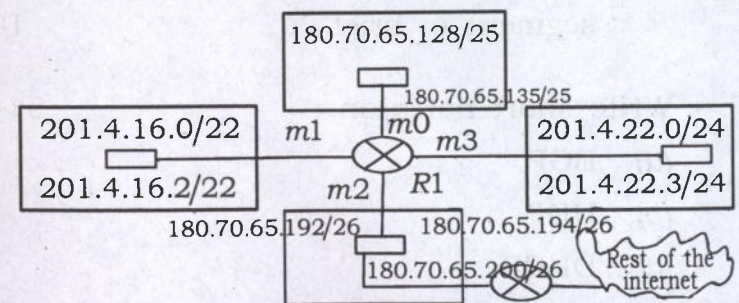 180.70.65.128/25
180.70.65.135/25
201.4.16.0/22
m1
m0
m3
201.4.22.0/24
201.4.16.2/22
m2
R1
201.4.22.3/24
180.70.65.192/26
180.70.65.194/26
180.70.65.200/26
Rest of the
internet